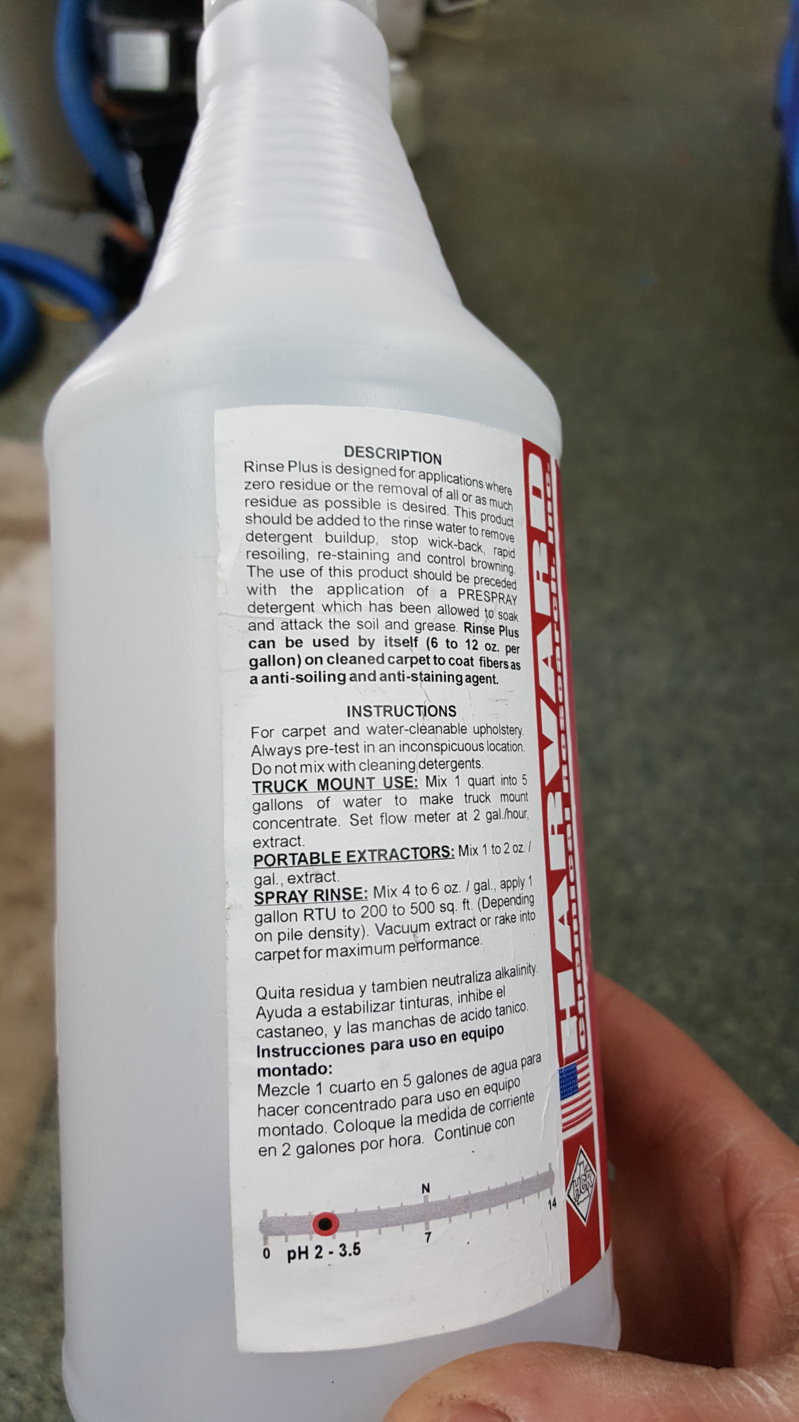 DESCRIPTION
Rinse Plus is designed for applications where
zero residue or the removal of all or as much
residue as possible is desired. This product
should be added to the rinse water to remove
detergent buildup, stop wick-back, rapid
resoiling, re-staining and control browning.
The use of this product should be preceded
with the application of a PRESPRAY
detergent which has been allowed to soak
and attack the soil and grease. Rinse Plus
can be used by itself (6 to 12 oz. per
gallon) on cleaned carpet to coat fibers as
a anti-soiling and anti-staining agent.
INSTRUCTIONS
For carpet and water-cleanable upholstery.
Always pre-test in an inconspicuous location.
Do not mix with cleaning detergents.
TRUCK MOUNT USE: Mix 1 quart into 5
gallons of water to make truck mount
concentrate. Set flow meter at 2 gal./hour,
extract.
PORTABLE EXTRACTORS: Mix 1 to 2 oz. /
gal., extract.
SPRAY RINSE: Mix 4 to 6 oz. / gal., apply 1
gallon RTU to 200 to 500 sq. ft. (Depending
on pile density). Vacuum extract or rake into
carpet for maximum performance.
Quita residua y tambien neutraliza alkalinity.
Ayuda a estabilizar tinturas, inhibe el
castaneo, y las manchas de acido tanico.
Instrucciones para uso en equipo
montado:
Mezcle 1 cuarto en 5 galones de agua para
hacer concentrado para uso en equipo
montado. Coloque la medida de corriente
en 2 galones por hora. Continue con
N
0 7 14
pH 2 - 3.5
HARVARD
Chemical Research, Inc.
HCR